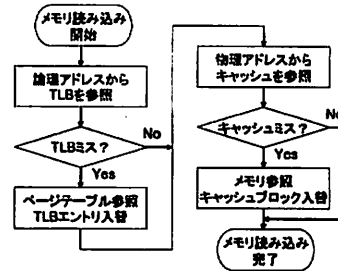 メモリ読み込み
開始
論理アドレスから
TLBを参照
TLBミス？
No
Yes
ページテーブル参照
TLBエントリ入替
物理アドレスから
キャッシュを参照
キャッシュミス？
No
Yes
メモリ参照
キャッシュブロック入替
メモリ読み込み
完了